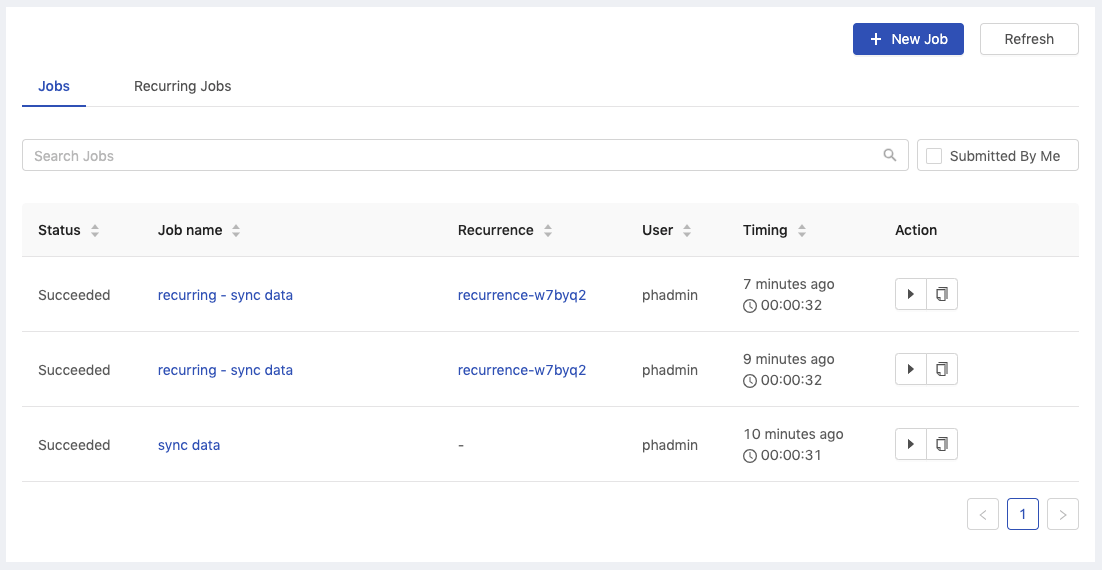 + New Job Refresh
Jobs Recurring Jobs
Search Jobs Submitted By Me
Status Job name Recurrence User Timing Action
Succeeded recurring - sync data recurrence-w7byq2 phadmin 7 minutes ago
00:00:32
Succeeded recurring - sync data recurrence-w7byq2 phadmin 9 minutes ago
00:00:32
Succeeded sync data - phadmin 10 minutes ago
00:00:31
< 1 >